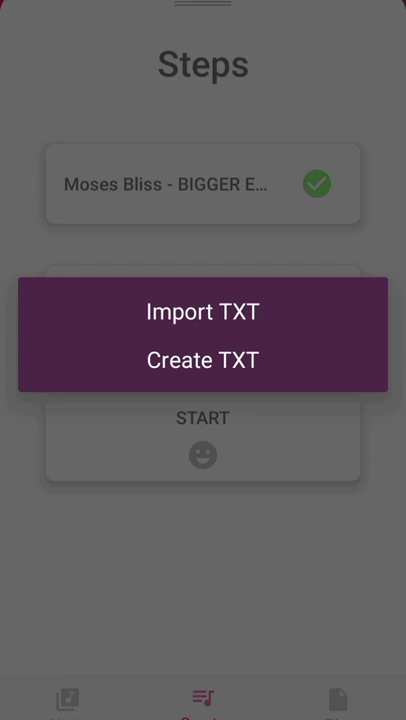 Steps
Moses Bliss - BIGGER E...
Import TXT
Create TXT
START